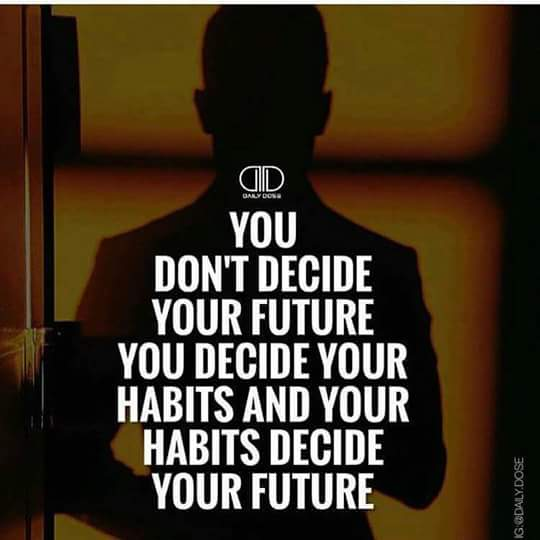 DAILY DOSE
YOU
DON'T DECIDE
YOUR FUTURE
YOU DECIDE YOUR
HABITS AND YOUR
HABITS DECIDE
YOUR FUTURE
IG:@DAILY.DOSE